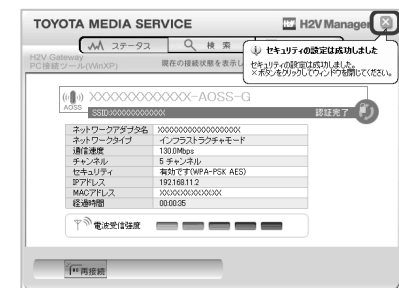 TOYOTA MEDIA SERVICE
H2V Manager
ステータス
検 索
H2V Gateway
PC接続ツール(WinXP)
現在の接続状態を表示し
セキュリティの設定は成功しました
セキュリティの設定は成功しました。
×ボタンをクリックしてウィンドウを閉じてください。
AOSS
XXXXXXXXXXXXX-AOSS-G
SSID:XXXXXXXXXXXX
認証完了
ネットワークアダプタ名 XXXXXXXXXXXXXXXXXX
ネットワークタイプ インフラストラクチャモード
通信速度 130.0Mbps
チャンネル 5 チャンネル
セキュリティ 有効です(WPA-PSK AES)
IPアドレス 192.168.11.2
MACアドレス XX:XX:XX:XX:XX:XX
経過時間 00:00:35
電波受信強度
再接続